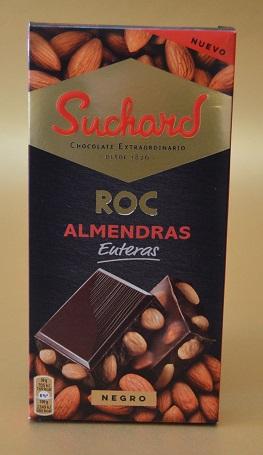 NUEVO
Suchard
CHOCOLATE EXTRAORDINARIO
DESDE 1826
ROC
ALMENDRAS
Enteras
NEGRO